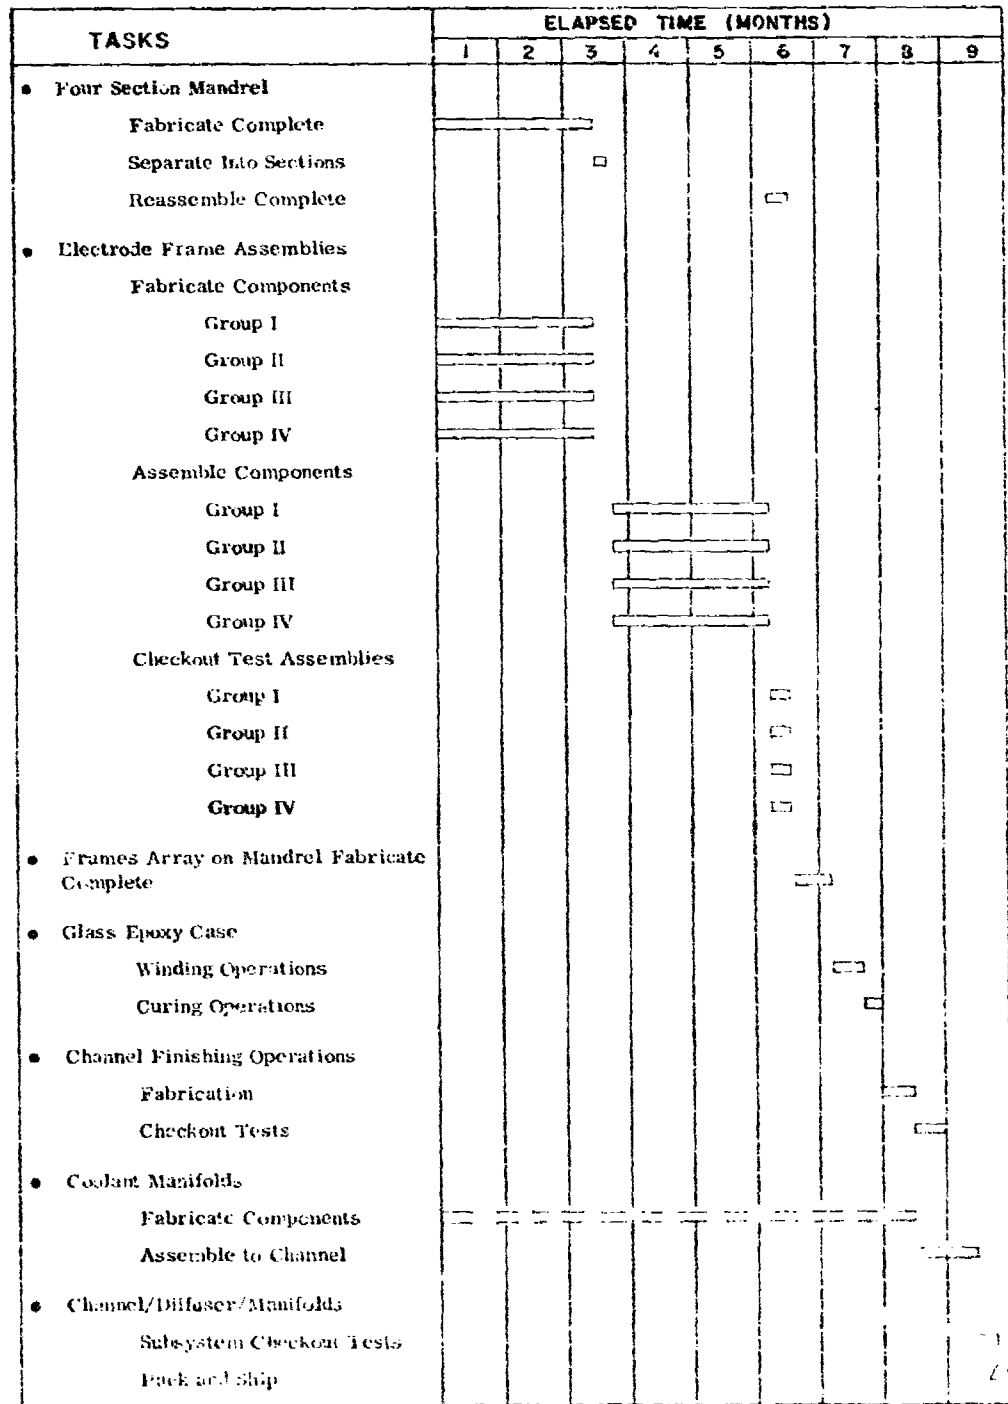 TASKS
ELAPSED TIME (MONTHS)
1 2 3 4 5 6 7 8 9
• Four Section Mandrel
Fabricate Complete
Separate Into Sections
Reassemble Complete
• Electrode Frame Assemblies
Fabricate Components
Group I
Group II
Group III
Group IV
Assemble Components
Group I
Group II
Group III
Group IV
Checkout Test Assemblies
Group I
Group II
Group III
Group IV
• Frames Array on Mandrel Fabricate
Complete
• Glass Epoxy Case
Winding Operations
Curing Operations
• Channel Finishing Operations
Fabrication
Checkout Tests
• Coolant Manifolds
Fabricate Components
Assemble to Channel
• Channel/Diffuser/Manifolds
Subsystem Checkout Tests
Pack and Ship